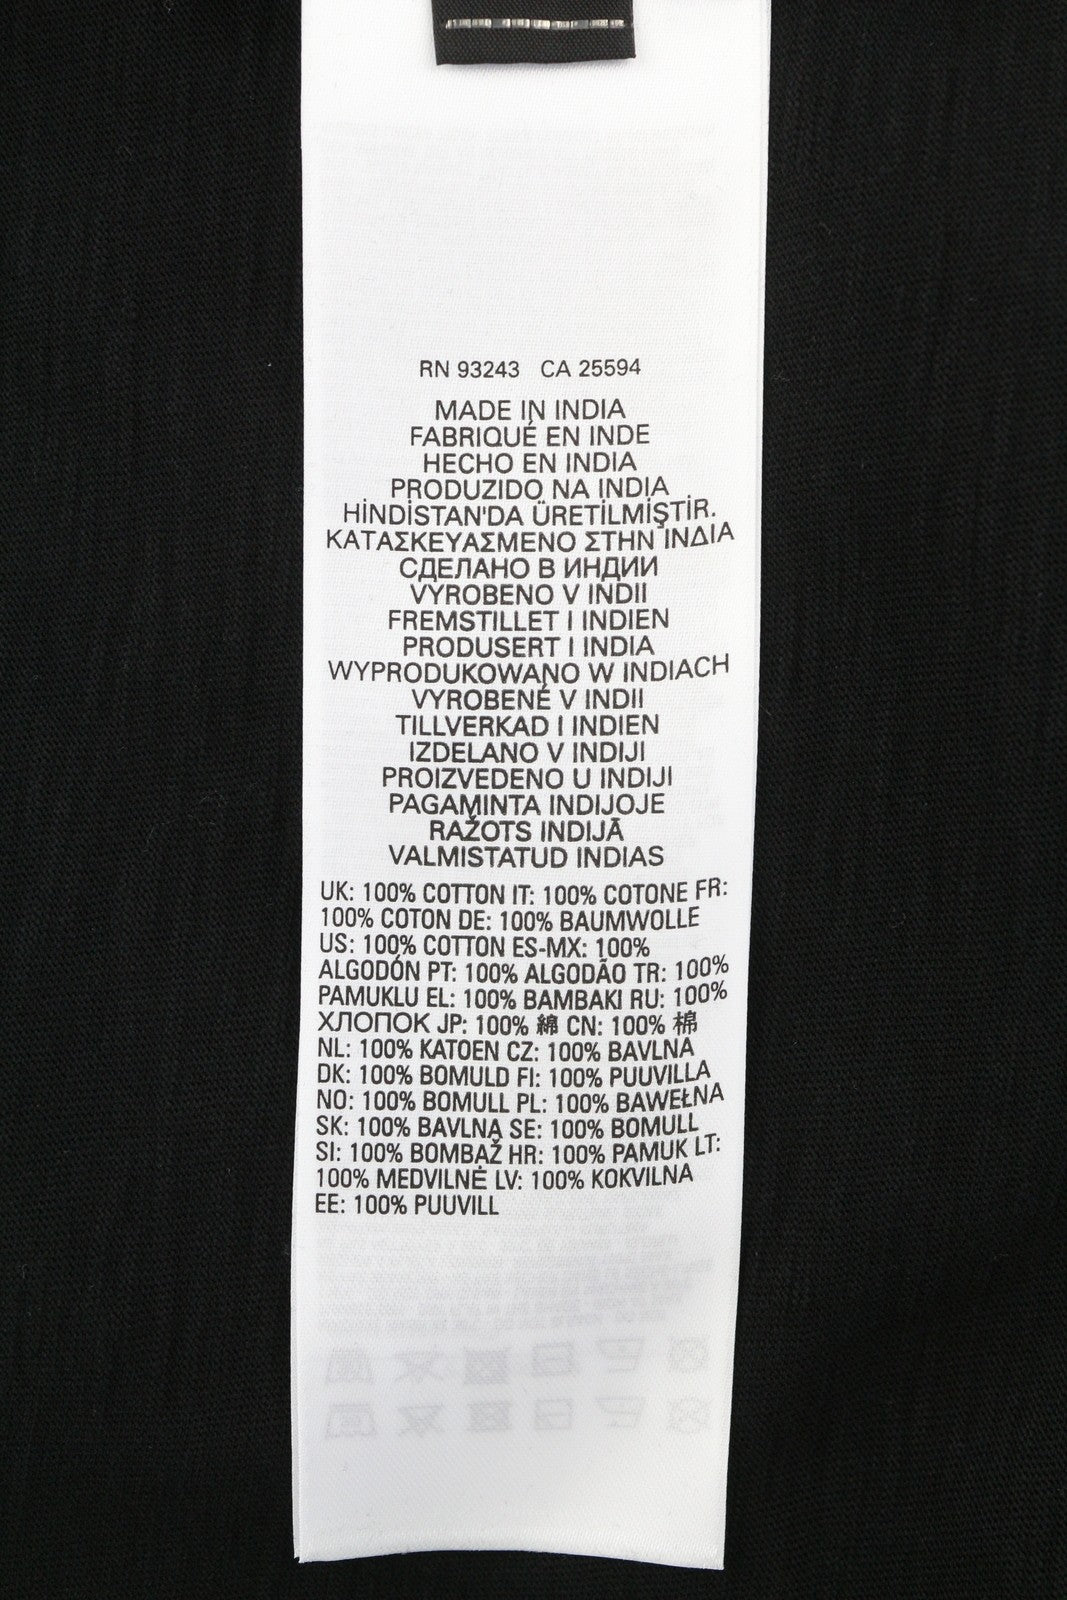 RN 93243 CA 25594
MADE IN INDIA
FABRIQUÉ EN INDE
HECHO EN INDIA
PRODUZIDO NA INDIA
HİNDİSTAN'DA ÜRETİLMİŞTİR.
ΚΑΤΑΣΚΕΥΑΣΜΕΝΟ ΣΤΗΝ ΙΝΔΙΑ
СДЕЛАНО В ИНДИИ
VYROBENO V INDII
FREMSTILLET I INDIEN
PRODUSERT I INDIA
WYPRODUKOWANO W INDIACH
VYROBENÉ V INDII
TILLVERKAD I INDIEN
IZDELANO V INDIJI
PROIZVEDENO U INDIJI
PAGAMINTA INDIJOJE
RAŽOTS INDIJĀ
VALMISTATUD INDIAS
UK: 100% COTTON IT: 100% COTONE FR:
100% COTON DE: 100% BAUMWOLLE
US: 100% COTTON ES-MX: 100%
ALGODÓN PT: 100% ALGODÃO TR: 100%
PAMUKLU EL: 100% ΒΑΜΒΑΚΙ RU: 100%
ХЛОПОК JP: 100% 綿 CN: 100% 棉
NL: 100% KATOEN CZ: 100% BAVLNA
DK: 100% BOMULD FI: 100% PUUVILLA
NO: 100% BOMULL PL: 100% BAWEŁNA
SK: 100% BAVLNA SE: 100% BOMULL
SI: 100% BOMBAŽ HR: 100% PAMUK LT:
100% MEDVILNĖ LV: 100% KOKVILNA
EE: 100% PUUVILL